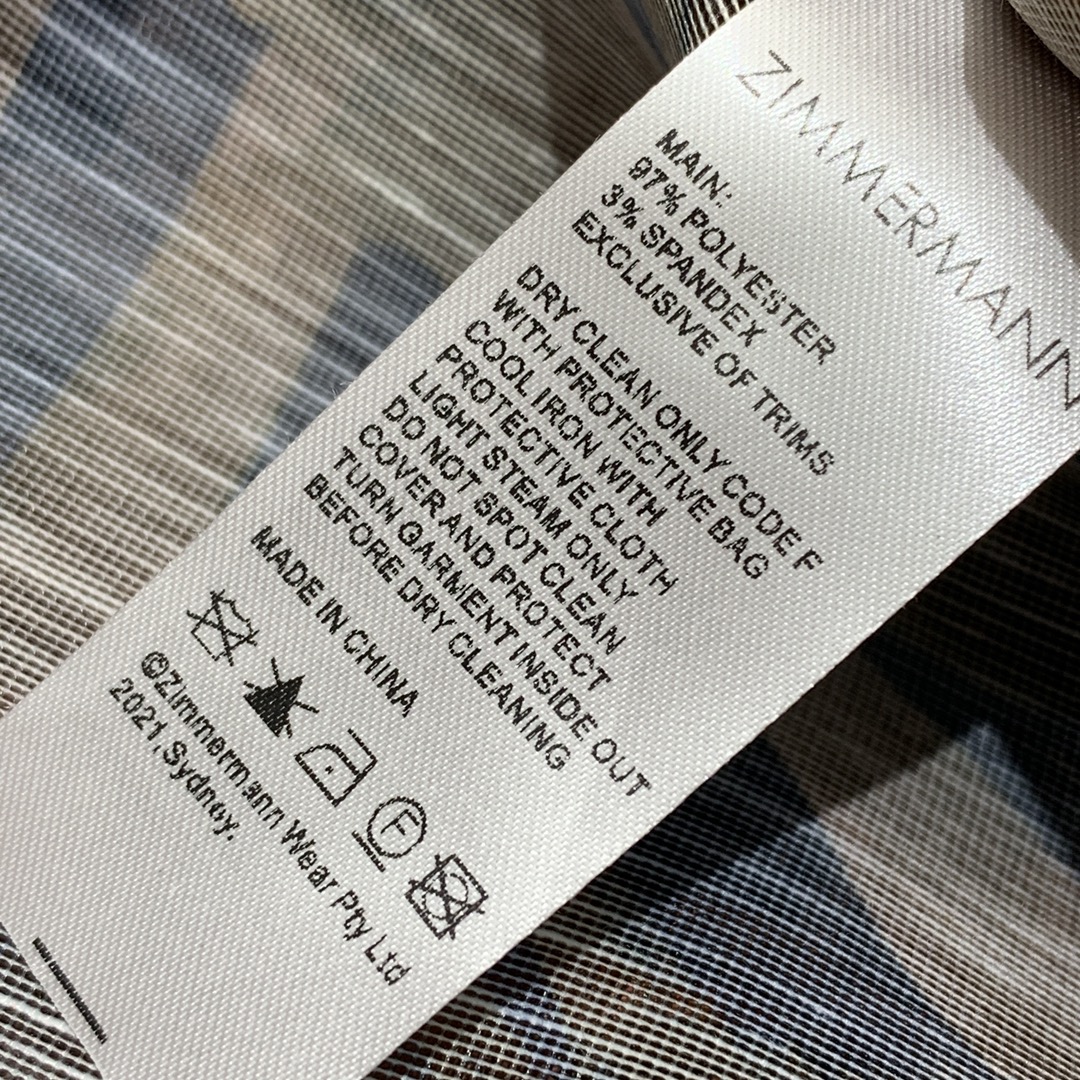 ZIMMERMANN
MAIN:
97% POLYESTER
3% SPANDEX
EXCLUSIVE OF TRIMS
DRY CLEAN ONLY CODE F
WITH PROTECTIVE BAG
COOL IRON WITH
PROTECTIVE CLOTH
LIGHT STEAM ONLY
DO NOT SPOT CLEAN
COVER AND PROTECT
TURN GARMENT INSIDE OUT
BEFORE DRY CLEANING
MADE IN CHINA
F
©Zimmermann Wear Pty Ltd
2021,Sydney.